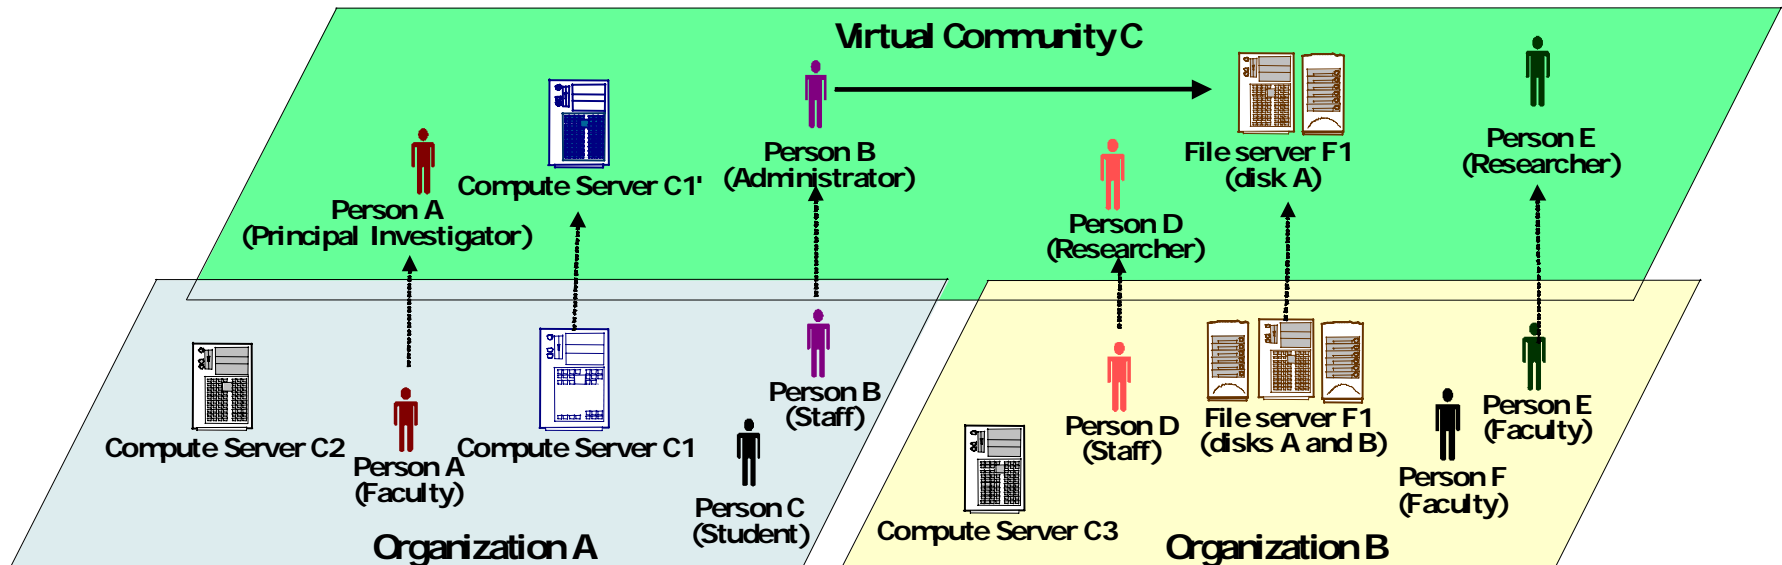 Virtual Community C
Person A
(Principal Investigator)
Compute Server C1'
Person B
(Administrator)
Person D
(Researcher)
File server F1
(disk A)
Person E
(Researcher)
Compute Server C2
Person A
(Faculty)
Compute Server C1
Person B
(Staff)
Person C
(Student)
Organization A
Compute Server C3
Person D
(Staff)
File server F1
(disks A and B)
Person E
(Faculty)
Person F
(Faculty)
Organization B